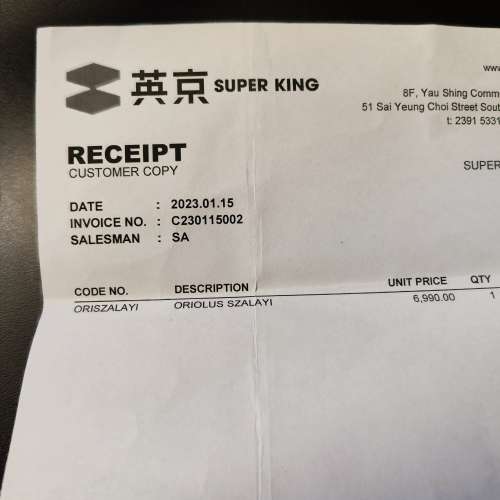 www
英京 SUPER KING
8F, Yau Shing Comme
51 Sai Yeung Choi Street Sout
t: 2391 5331
RECEIPT
CUSTOMER COPY
SUPER
DATE : 2023.01.15
INVOICE NO. : C230115002
SALESMAN : SA
CODE NO. DESCRIPTION UNIT PRICE QTY
ORISZALAYI ORIOLUS SZALAYI 6,990.00 1